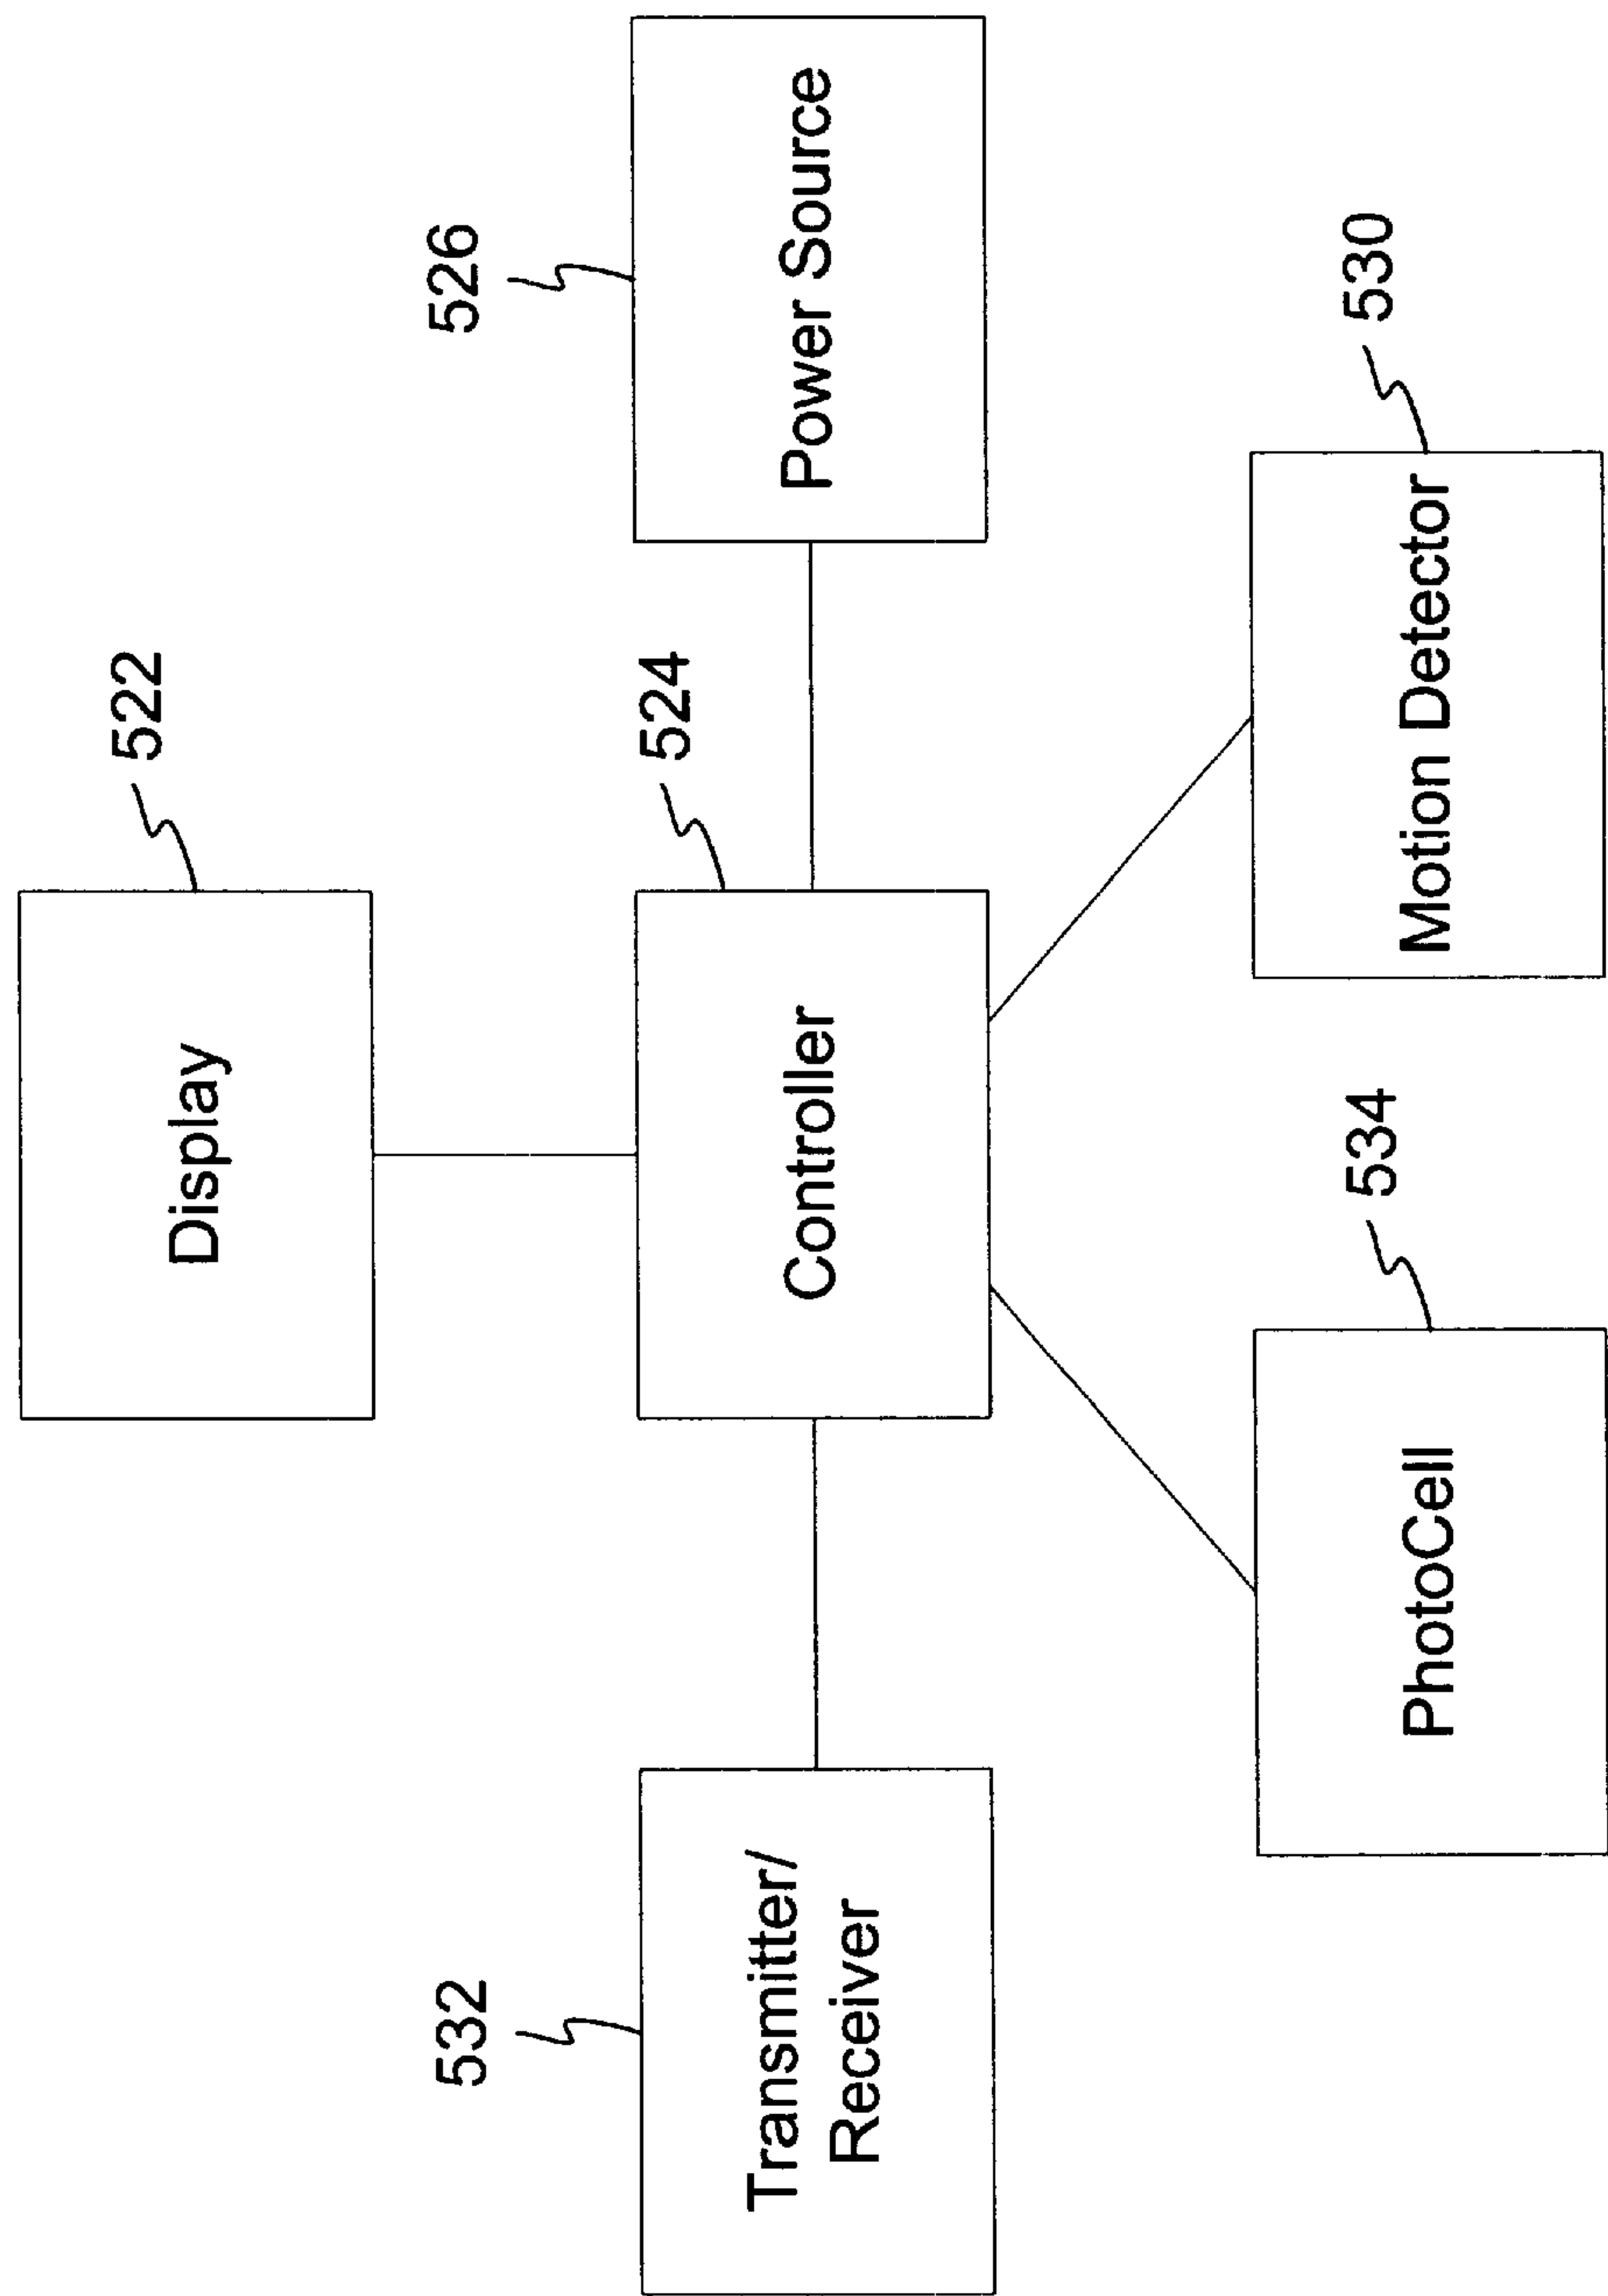 522
Display
532
526
524
Transmitter/
Receiver
Controller
Power Source
534
530
PhotoCell
Motion Detector